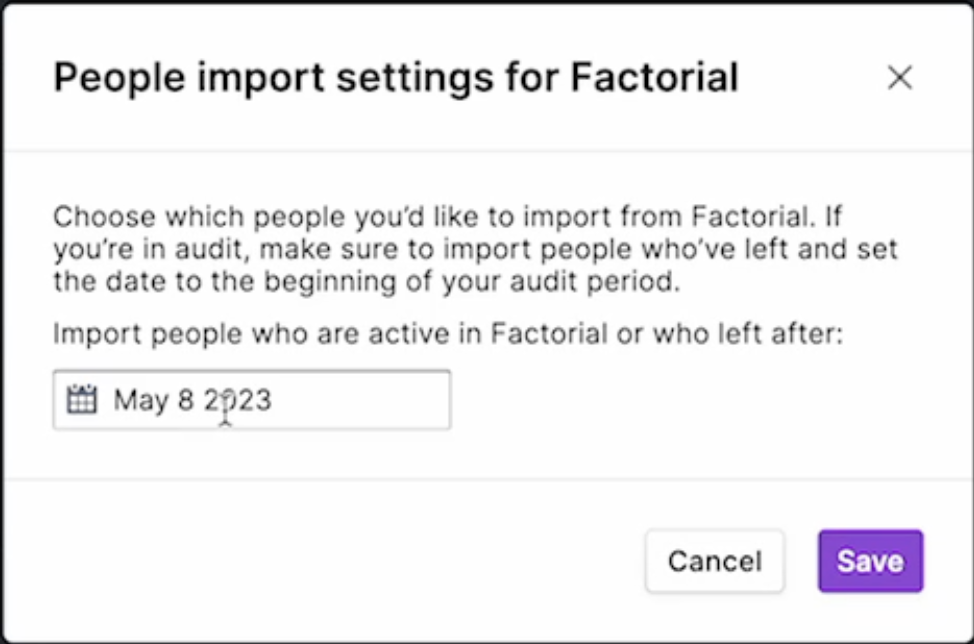 People import settings for Factorial
Choose which people you’d like to import from Factorial. If
you’re in audit, make sure to import people who’ve left and set
the date to the beginning of your audit period.
Import people who are active in Factorial or who left after:
May 8 2023
Cancel
Save